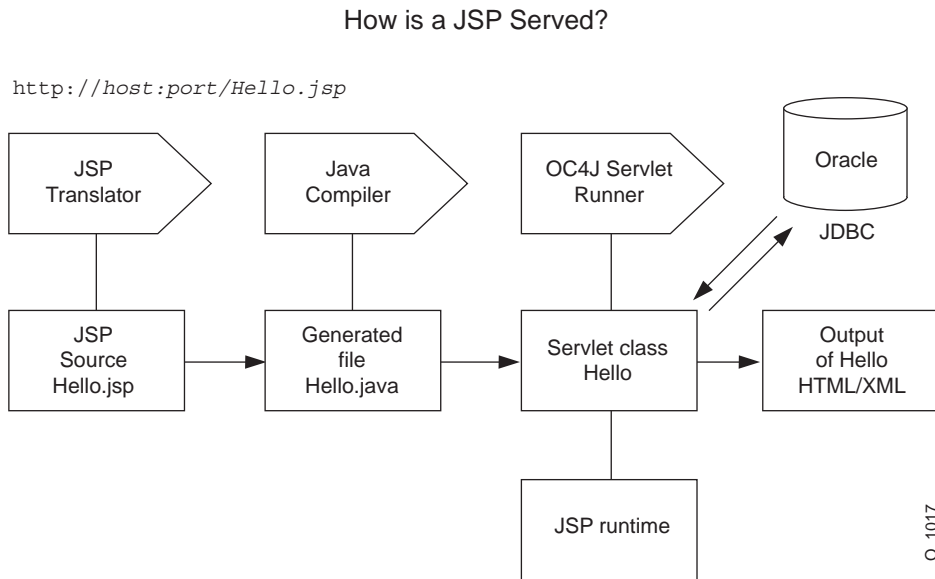 How is a JSP Served?
http://host:port/Hello.jsp
JSP
Translator
Java
Compiler
OC4J Servlet
Runner
Oracle
JDBC
JSP
Source
Hello.jsp
Generated
file
Hello.java
Servlet class
Hello
Output
of Hello
HTML/XML
JSP runtime
O_1017